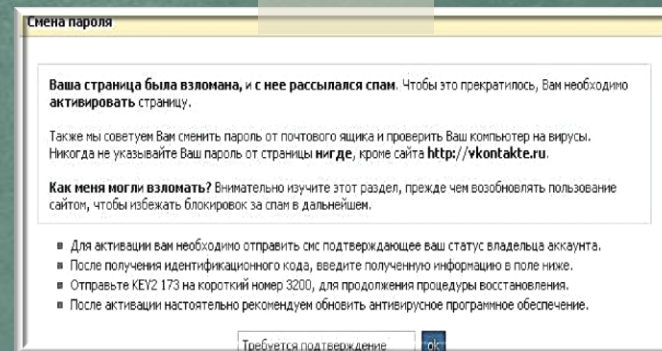 Смена пароля
Ваша страница была взломана, и с нее рассылался спам. Чтобы это прекратилось, Вам необходимо
активировать страницу.
Также мы советуем Вам сменить пароль от почтового ящика и проверить Ваш компьютер на вирусы.
Никогда не указывайте Ваш пароль от страницы нигде, кроме сайта http://vkontakte.ru.
Как меня могли взломать? Внимательно изучите этот раздел, прежде чем возобновлять пользование
сайтом, чтобы избежать блокировок за спам в дальнейшем.
Для активации вам необходимо отправить смс подтверждающее ваш статус владельца аккаунта.
После получения идентификационного кода, введите полученную информацию в поле ниже.
Отправьте KEY2 173 на короткий номер 3200, для продолжения процедуры восстановления.
После активации настоятельно рекомендуем обновить антивирусное программное обеспечение.
Требуется подтверждение ok